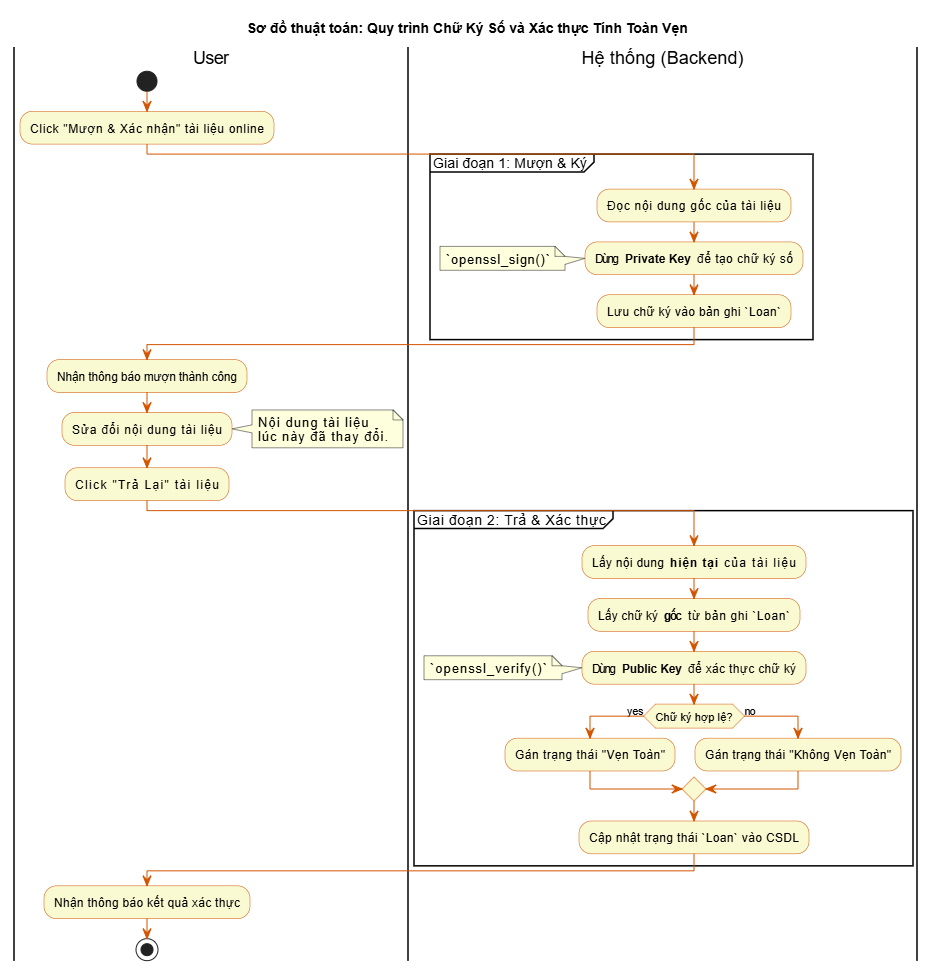 Sơ đồ thuật toán: Quy trình Chữ Ký Số và Xác thực Tính Toàn Vẹn
User
Hệ thống (Backend)
Click "Mượn & Xác nhận" tài liệu online
Giai đoạn 1: Mượn & Ký
Đọc nội dung gốc của tài liệu
`openssl_sign()`
Dùng Private Key để tạo chữ ký số
Lưu chữ ký vào bản ghi `Loan`
Nhận thông báo mượn thành công
Sửa đổi nội dung tài liệu
Nội dung tài liệu
lúc này đã thay đổi.
Click "Trả Lại" tài liệu
Giai đoạn 2: Trả & Xác thực
Lấy nội dung hiện tại của tài liệu
Lấy chữ ký gốc từ bản ghi `Loan`
`openssl_verify()`
Dùng Public Key để xác thực chữ ký
yes
Chữ ký hợp lệ?
no
Gán trạng thái "Vẹn Toàn"
Gán trạng thái "Không Vẹn Toàn"
Cập nhật trạng thái `Loan` vào CSDL
Nhận thông báo kết quả xác thực